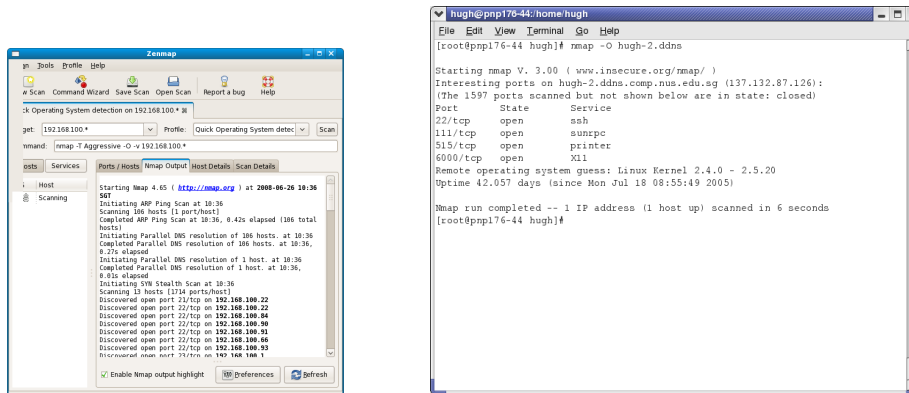 Zenmap
Tools Profile Help
Scan Command Wizard Save Scan Open Scan Report a bug Help
Operating System detection on 192.168.100.*
192.168.100.* Profile: Quick Operating System detec Scan
nmap -T Aggressive -O -v 192.168.100.*
Services
Ports / Hosts Nmap Output Host Details Scan Details
Host
Scanning
Starting Nmap 4.65 ( http://nmap.org ) at 2008-06-26 10:36
SGT
Initiating ARP Ping Scan at 10:36
Scanning 106 hosts [1 port/host]
Completed ARP Ping Scan at 10:36, 0.42s elapsed (106 total
hosts)
Initiating Parallel DNS resolution of 106 hosts. at 10:36
Completed Parallel DNS resolution of 106 hosts. at 10:36,
0.27s elapsed
Initiating Parallel DNS resolution of 1 host. at 10:36
Completed Parallel DNS resolution of 1 host. at 10:36,
0.01s elapsed
Initiating SYN Stealth Scan at 10:36
Scanning 13 hosts [1714 ports/host]
Discovered open port 21/tcp on 192.168.100.22
Discovered open port 22/tcp on 192.168.100.22
Discovered open port 22/tcp on 192.168.100.84
Discovered open port 22/tcp on 192.168.100.90
Discovered open port 22/tcp on 192.168.100.91
Discovered open port 22/tcp on 192.168.100.66
Discovered open port 22/tcp on 192.168.100.93
Discovered open port 23/tcp on 192.168.100.1
Enable Nmap output highlight Preferences Refresh
hugh@pnp176-44:/home/hugh
File Edit View Terminal Go Help
[root@pnp176-44 hugh]# nmap -O hugh-2.ddns
Starting nmap V. 3.00 ( www.insecure.org/nmap/ )
Interesting ports on hugh-2.ddns.comp.nus.edu.sg (137.132.87.126):
(The 1597 ports scanned but not shown below are in state: closed)
Port State Service
22/tcp open ssh
111/tcp open sunrpc
515/tcp open printer
6000/tcp open X11
Remote operating system guess: Linux Kernel 2.4.0 - 2.5.20
Uptime 42.057 days (since Mon Jul 18 08:55:49 2005)
Nmap run completed -- 1 IP address (1 host up) scanned in 6 seconds
[root@pnp176-44 hugh]#